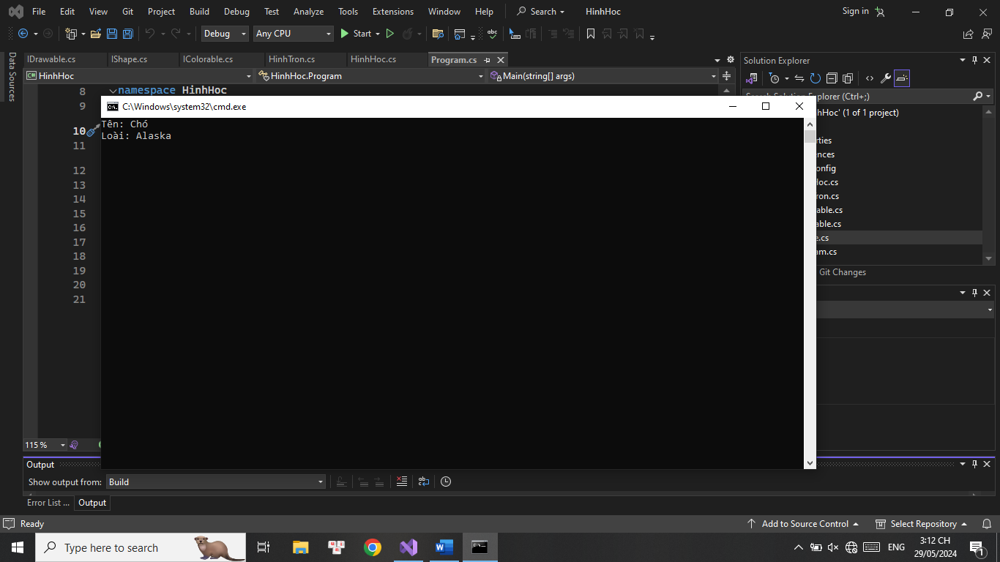 File Edit View Git Project Build Debug Test Analyze Tools Extensions Window Help Search HinhHoc Sign in
Debug Any CPU Start
Data Sources
IDrawable.cs IShape.cs IColorable.cs HinhTron.cs HinhHoc.cs Program.cs
HinhHoc HinhHoc.Program Main(string[] args)
8 namespace HinhHoc
9
10
11
12
13
14
15
16
17
18
19
20
21
C:\Windows\system32\cmd.exe
Tên: Chó
Loài: Alaska
Solution Explorer
Search Solution Explorer (Ctrl+;)
hHoc' (1 of 1 project)
rties
ences
onfig
Hoc.cs
ron.cs
able.cs
able.cs
e.cs
am.cs
Git Changes
115 %
Output
Show output from: Build
Error List ... Output
Ready Add to Source Control Select Repository
Type here to search
ENG
3:12 CH
29/05/2024
1